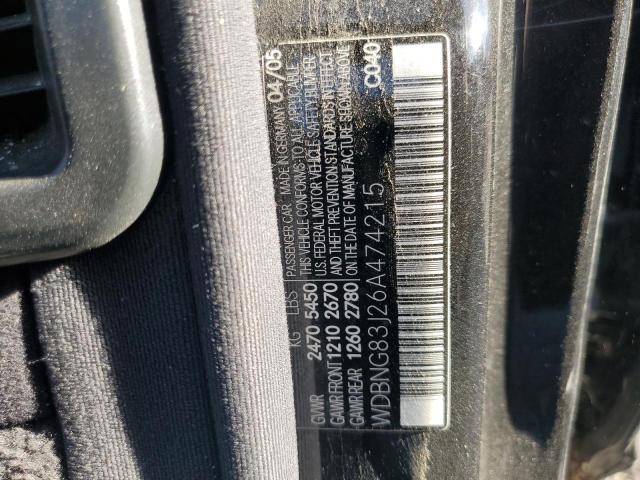 KG LBS
GVWR 2470 5450
GAWR FRONT 1210 2670
GAWR REAR 1260 2780
PASSENGER CAR MADE IN GERMANY 04/05
THIS VEHICLE CONFORMS TO ALL APPLICABLE
U.S. FEDERAL MOTOR VEHICLE SAFETY, BUMPER,
AND THEFT PREVENTION STANDARDS IN EFFECT
ON THE DATE OF MANUFACTURE SHOWN ABOVE
WDBNG83J26A474215 C040